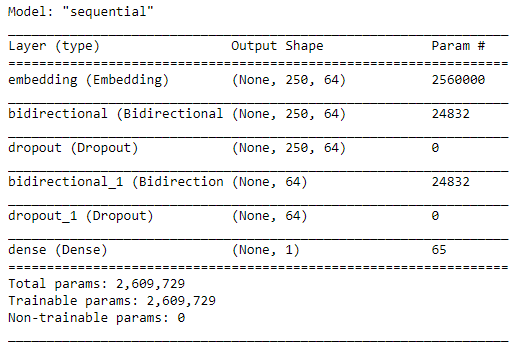 Model: "sequential"
_________________________________________________________________
Layer (type)                 Output Shape              Param #
=================================================================
embedding (Embedding)        (None, 250, 64)           2560000
_________________________________________________________________
bidirectional (Bidirectional (None, 250, 64)           24832
_________________________________________________________________
dropout (Dropout)            (None, 250, 64)           0
_________________________________________________________________
bidirectional_1 (Bidirection (None, 64)                24832
_________________________________________________________________
dropout_1 (Dropout)          (None, 64)                0
_________________________________________________________________
dense (Dense)                (None, 1)                 65
=================================================================
Total params: 2,609,729
Trainable params: 2,609,729
Non-trainable params: 0
_________________________________________________________________